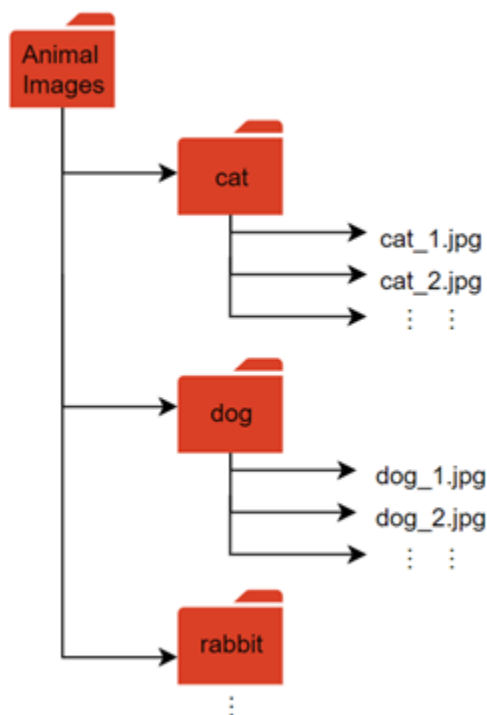 Animal
Images
cat
cat_1.jpg
cat_2.jpg
⋮ ⋮
dog
dog_1.jpg
dog_2.jpg
⋮ ⋮
rabbit
⋮